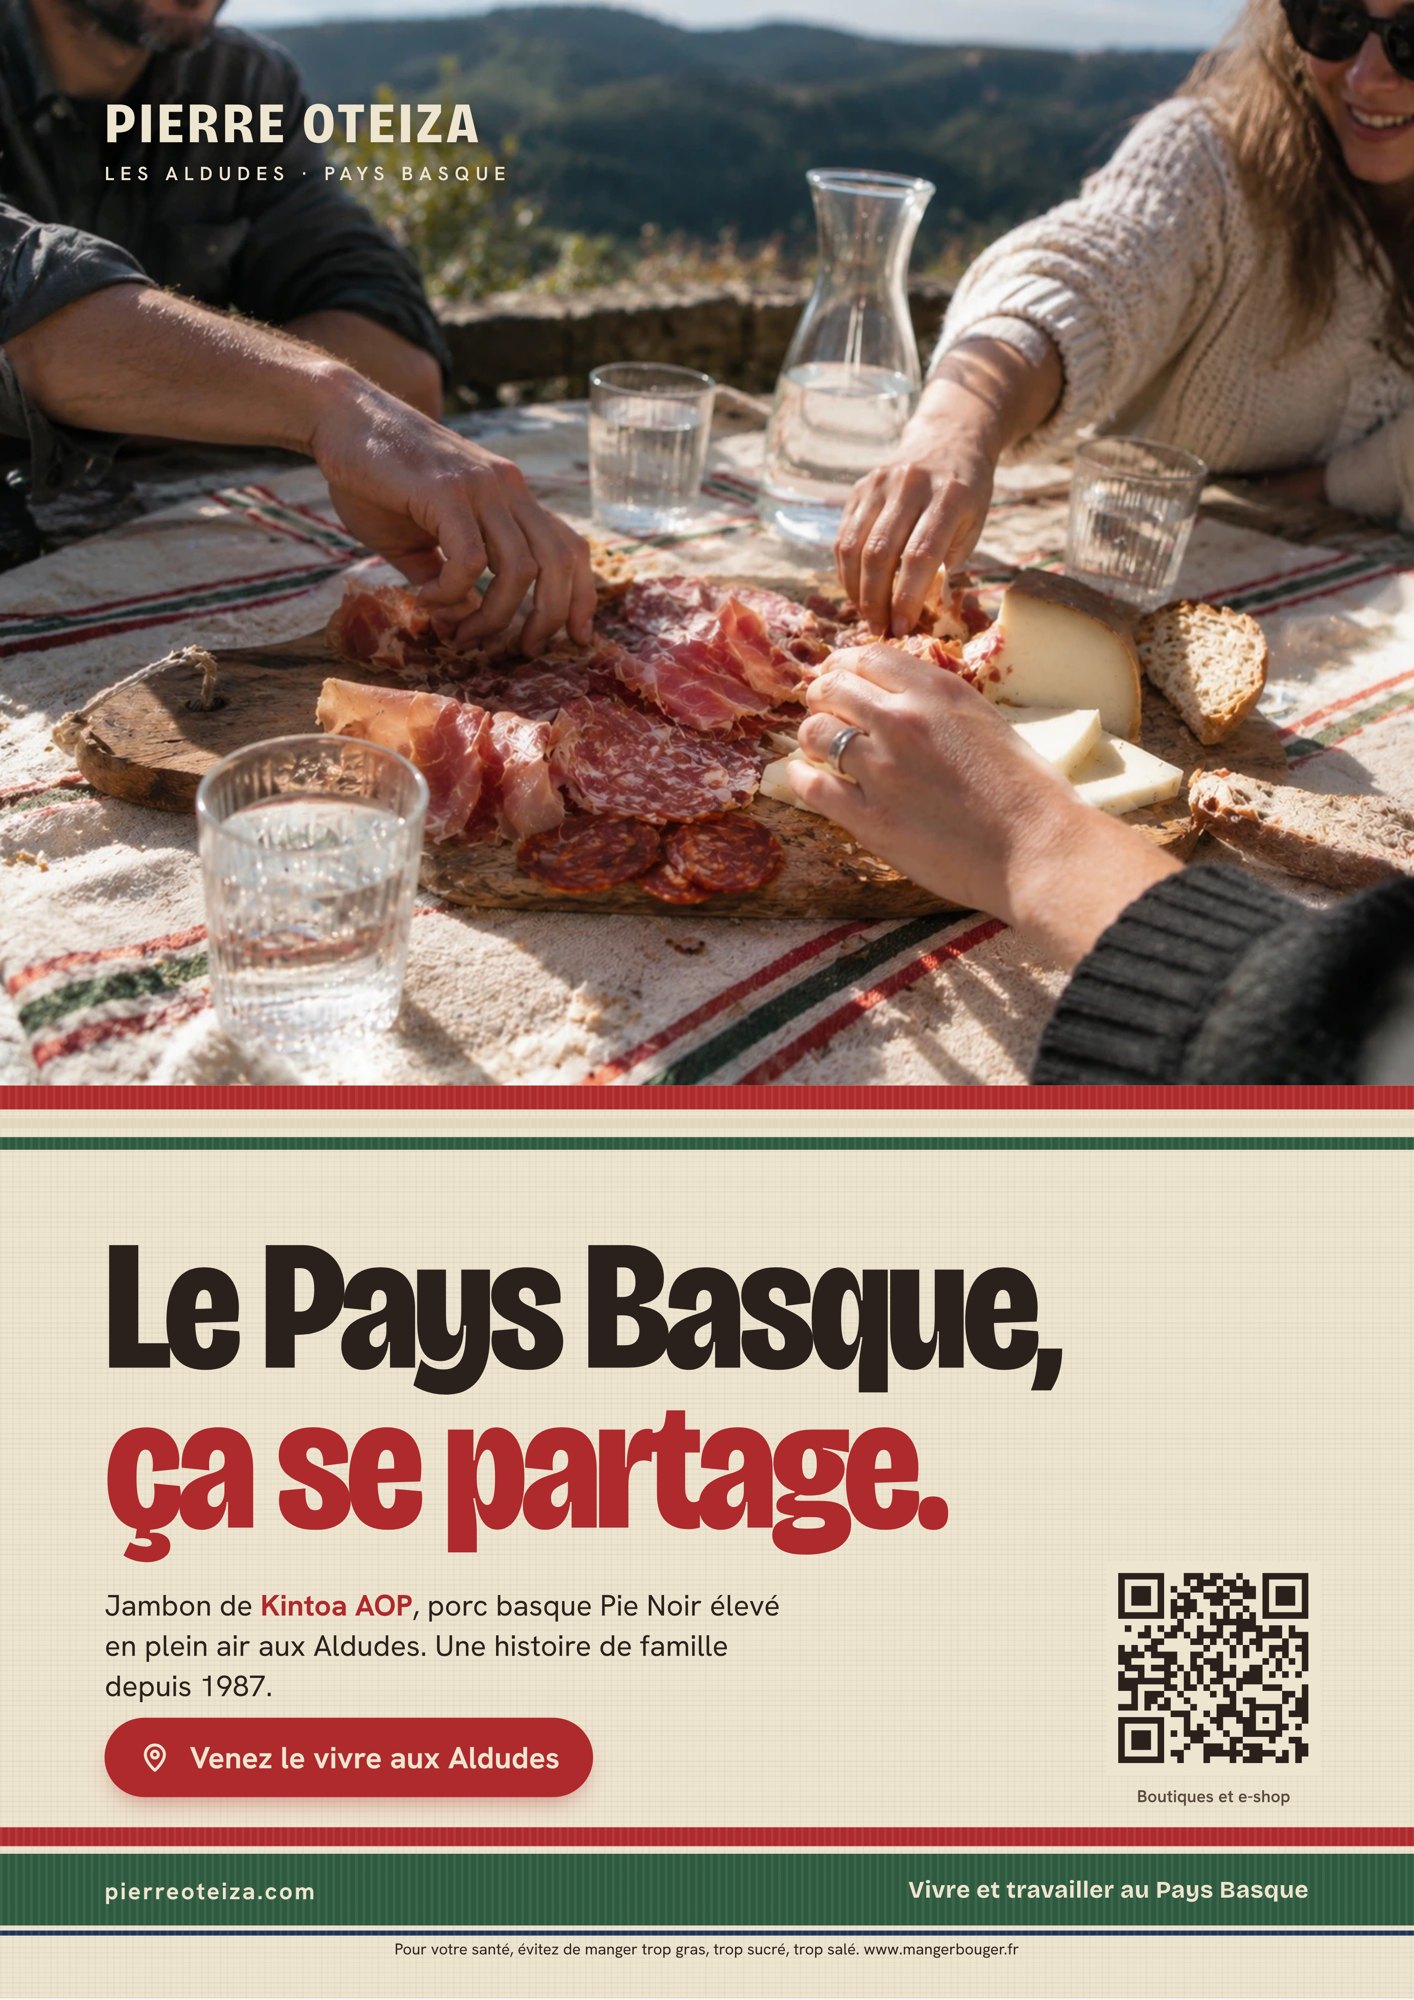 PIERRE OTEIZA
LES ALDUDES · PAYS BASQUE
Le Pays Basque,
ça se partage.
Jambon de Kintoa AOP, porc basque Pie Noir élevé
en plein air aux Aldudes. Une histoire de famille
depuis 1987.
Venez le vivre aux Aldudes
Boutiques et e-shop
pierreoteiza.com
Vivre et travailler au Pays Basque
Pour votre santé, évitez de manger trop gras, trop sucré, trop salé. www.mangerbouger.fr